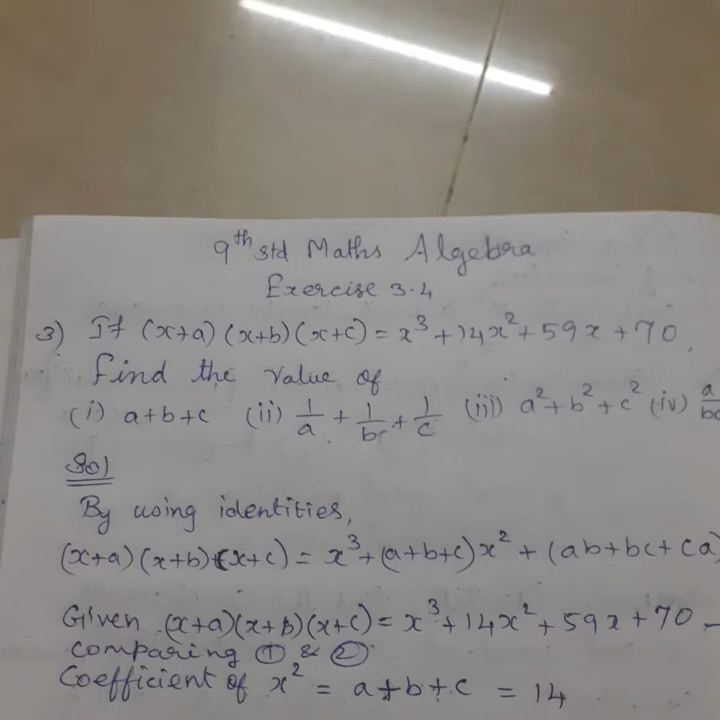 9th std Maths Algebra
Exercise 3.4
3) If (x+a)(x+b)(x+c) = x³+14x²+59x+70,
find the value of
(i) a+b+c (ii) 1/a + 1/b + 1/c (iii) a²+b²+c² (iv) a/bc
Sol
By using identities,
(x+a)(x+b)+(x+c) = x³+(a+b+c)x²+(ab+bc+ca)
Given (x+a)(x+b)(x+c) = x³+14x²+59x+70 -
comparing ① & ②
Coefficient of x² = a+b+c = 14